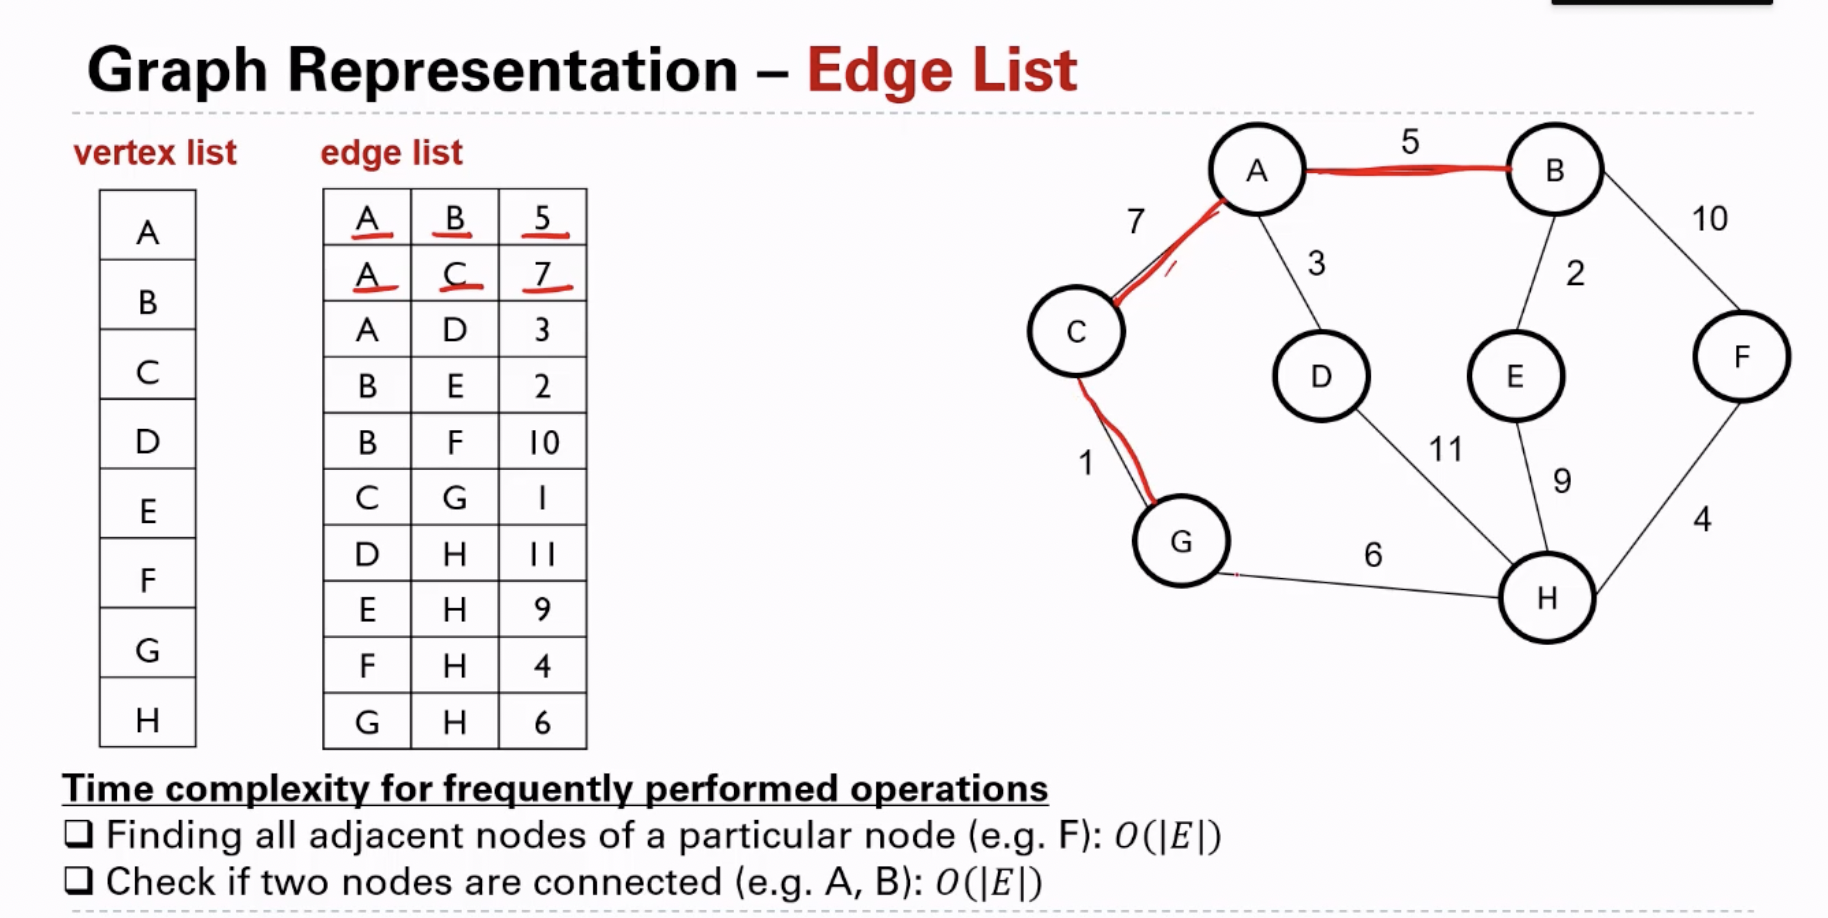 Graph Representation – Edge List
vertex list
A
B
C
D
E
F
G
H
edge list
A B 5
A C 7
A D 3
B E 2
B F 10
C G 1
D H 11
E H 9
F H 4
G H 6
A
5
B
7
3
2
10
C
D
E
F
1
11
9
4
G
6
H
Time complexity for frequently performed operations
❑ Finding all adjacent nodes of a particular node (e.g. F): O(|E|)
❑ Check if two nodes are connected (e.g. A, B): O(|E|)